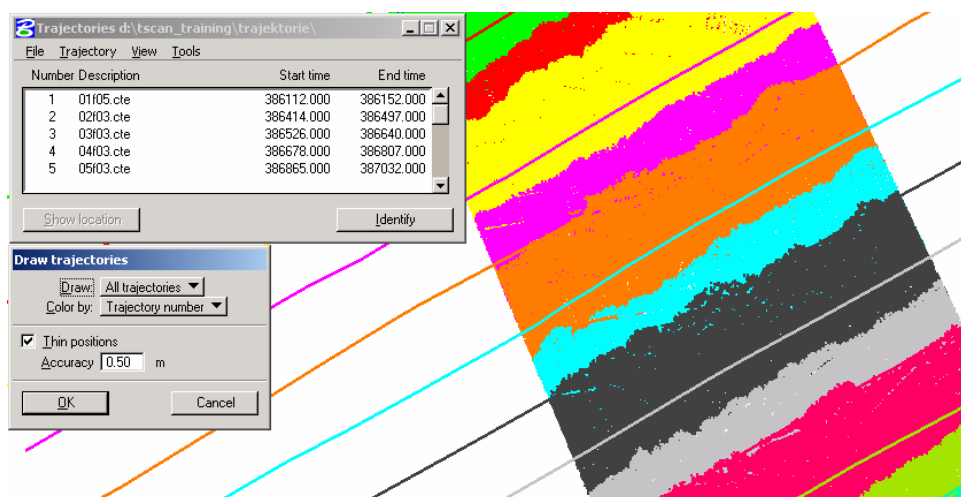 Trajectories d:\tscan_training\trajektorie\
File Trajectory View Tools
Number Description Start time End time
1 01f05.cte 386112.000 386152.000
2 02f03.cte 386414.000 386497.000
3 03f03.cte 386526.000 386640.000
4 04f03.cte 386678.000 386807.000
5 05f03.cte 386865.000 387032.000
Show location Identify
Draw trajectories
Draw: All trajectories
Color by: Trajectory number
Thin positions
Accuracy 0.50 m
OK Cancel